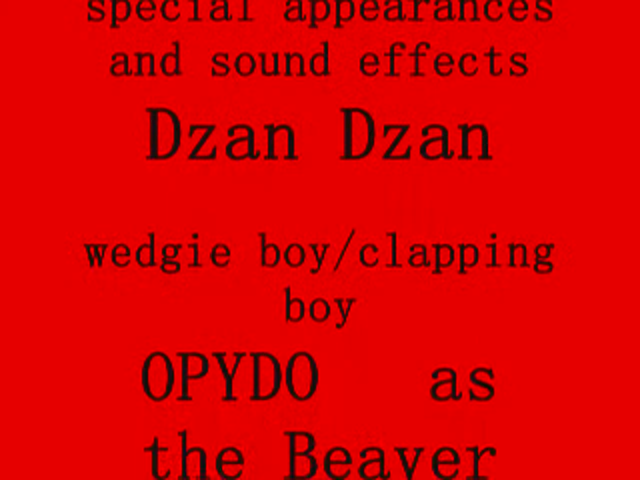 special appearances
and sound effects
Dzan Dzan
wedgie boy/clapping
boy
OPYDO as
the Beaver